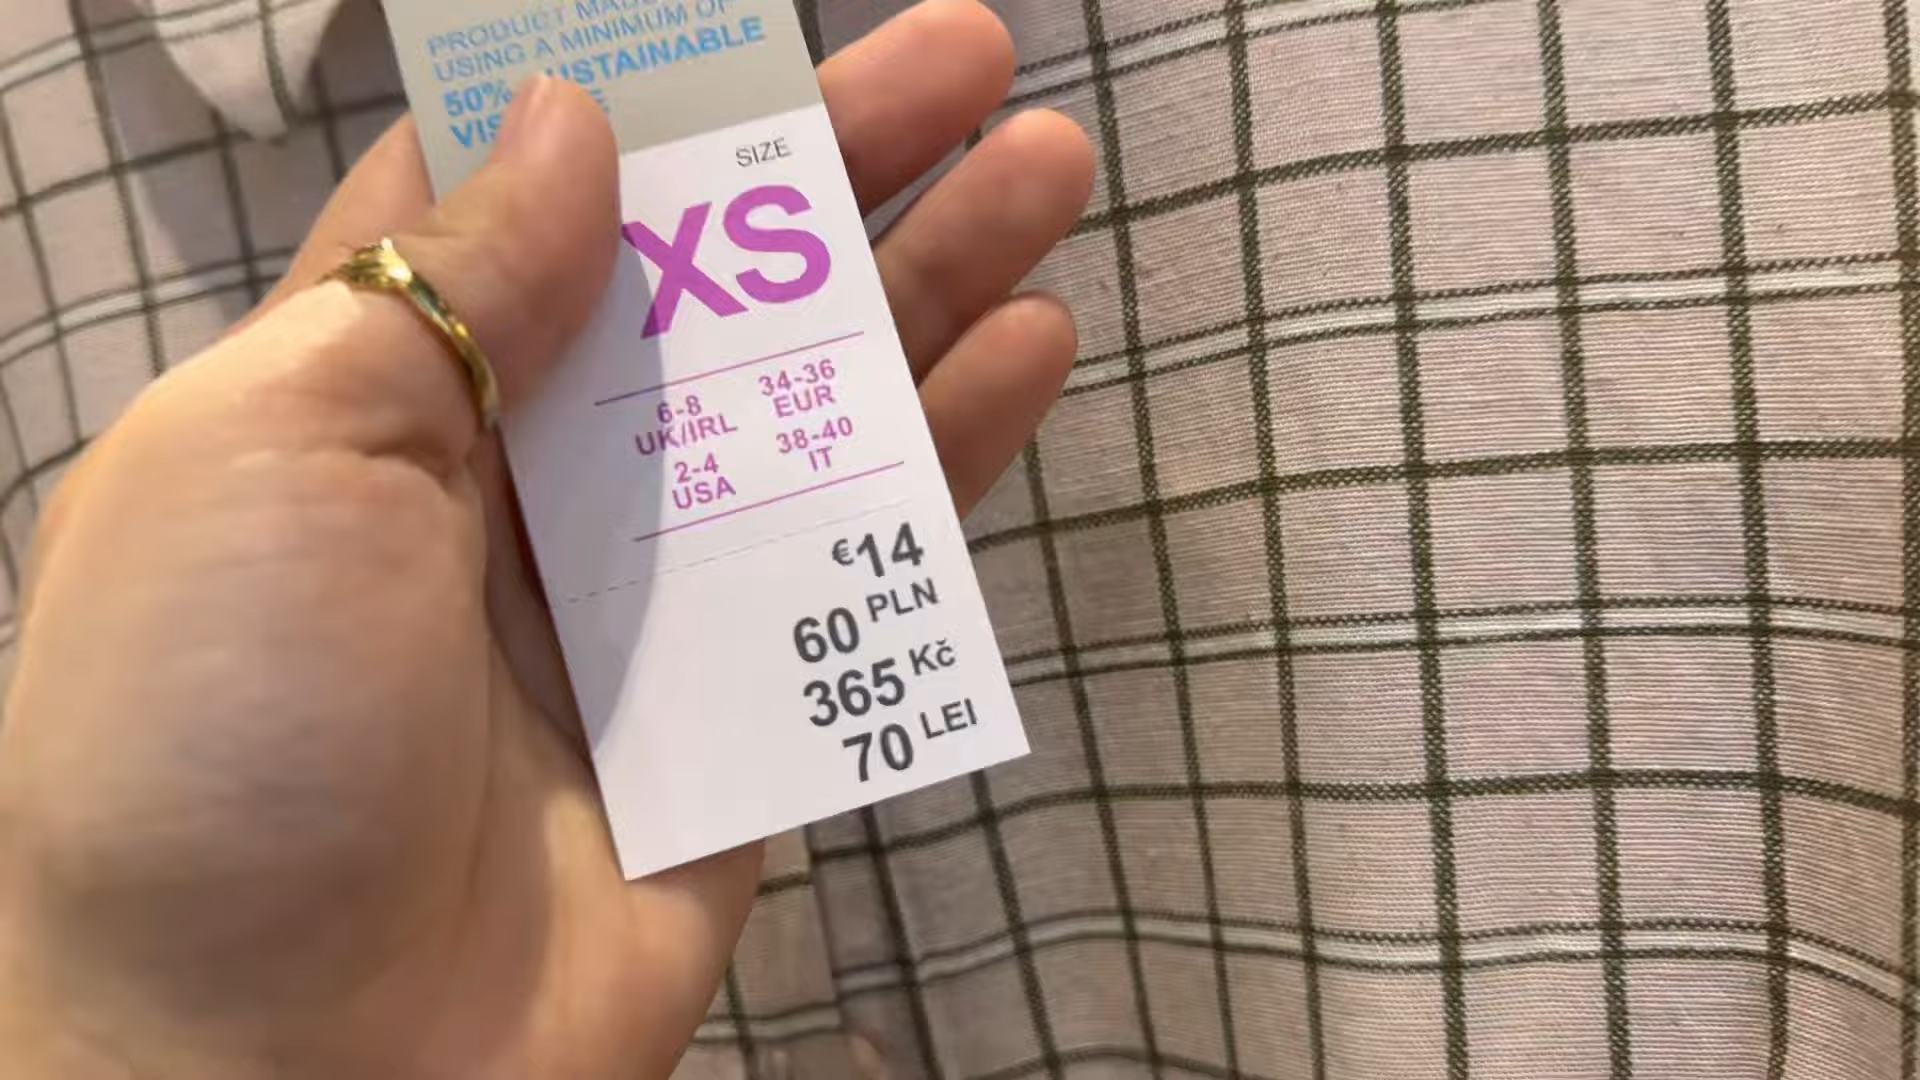 PRODUCT MADE
USING A MINIMUM OF
50% SUSTAINABLE
SIZE
XS
6-8
UK/IRL
34-36
EUR
2-4
USA
38-40
IT
€14
60 PLN
365 Kč
70 LEI